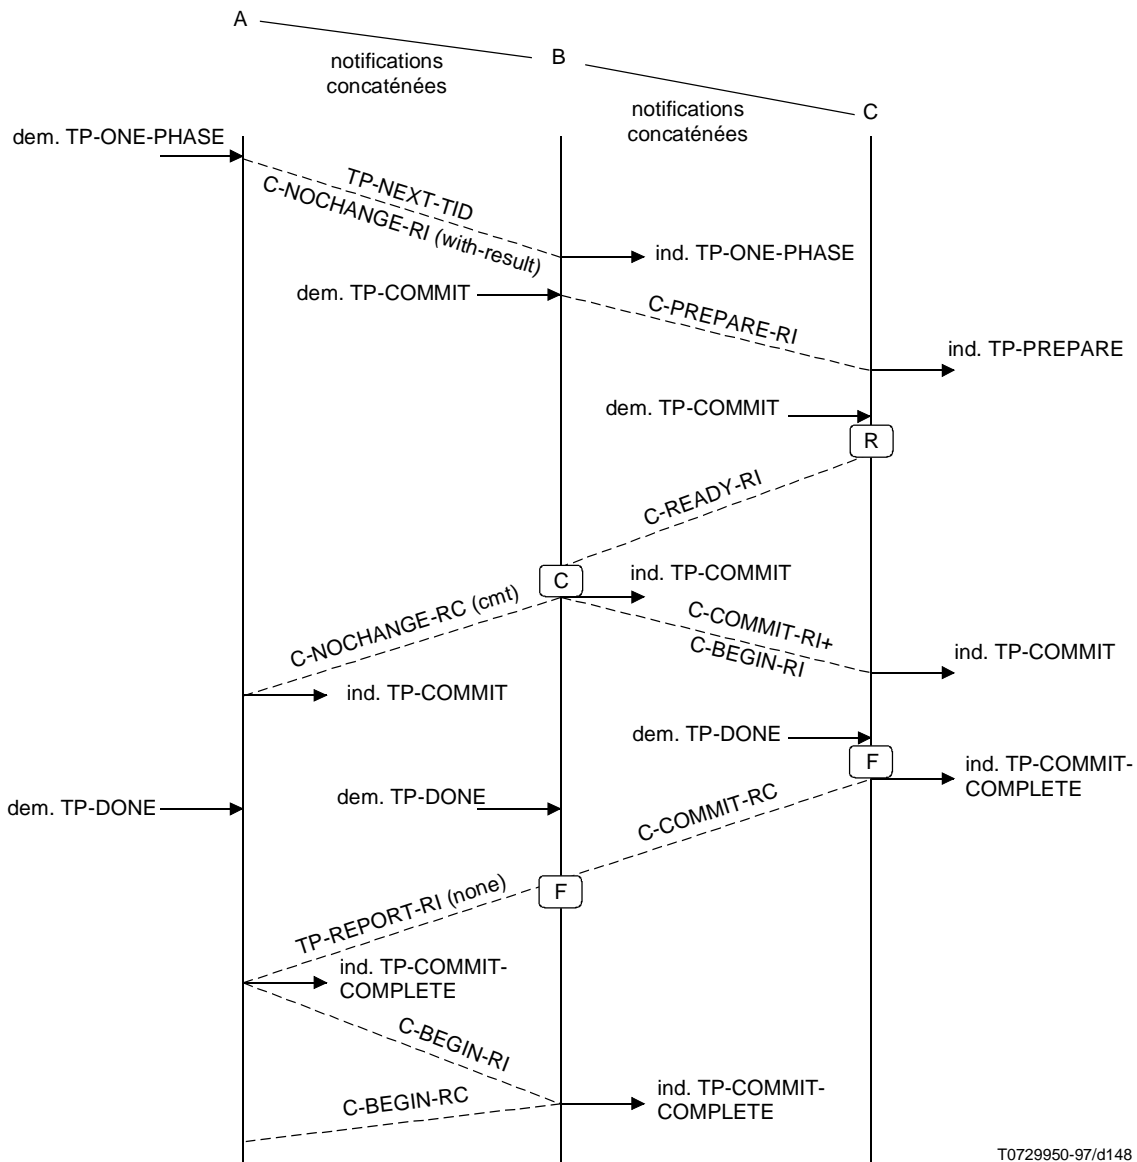 A
B
notifications
concaténées
C
notifications
concaténées
dem. TP-ONE-PHASE
TP-NEXT-TID
C-NOCHANGE-RI (with-result)
ind. TP-ONE-PHASE
dem. TP-COMMIT
C-PREPARE-RI
ind. TP-PREPARE
dem. TP-COMMIT
R
C-READY-RI
C
ind. TP-COMMIT
C-NOCHANGE-RC (cmt)
C-COMMIT-RI+
C-BEGIN-RI
ind. TP-COMMIT
ind. TP-COMMIT
dem. TP-DONE
F
ind. TP-COMMIT-
COMPLETE
dem. TP-DONE
dem. TP-DONE
C-COMMIT-RC
F
TP-REPORT-RI (none)
ind. TP-COMMIT-
COMPLETE
C-BEGIN-RI
C-BEGIN-RC
ind. TP-COMMIT-
COMPLETE
T0729950-97/d148